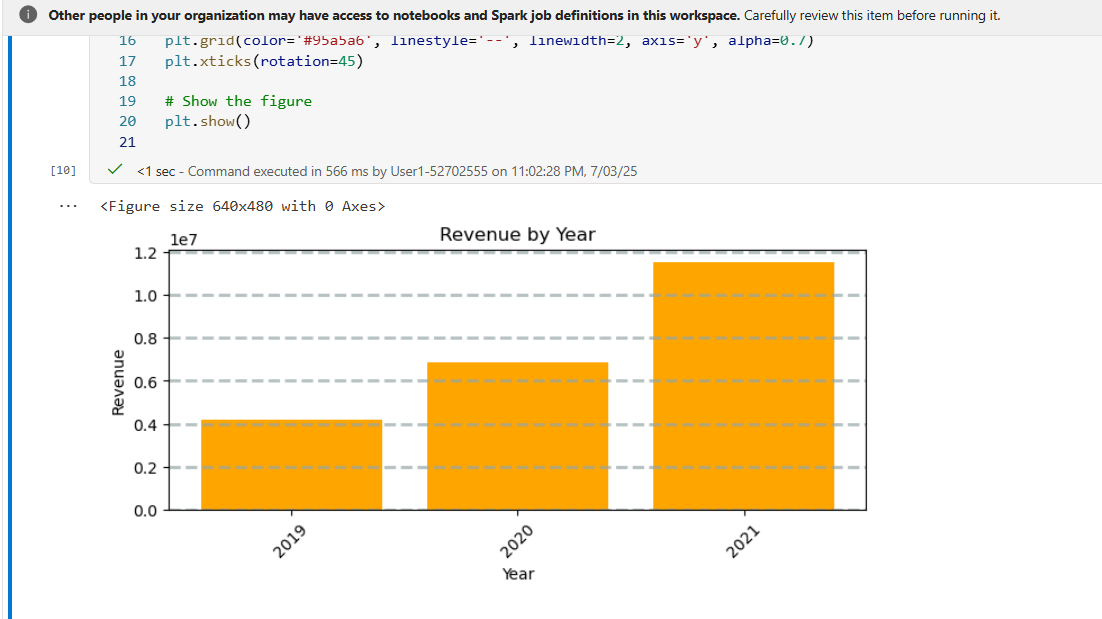 Other people in your organization may have access to notebooks and Spark job definitions in this workspace. Carefully review this item before running it.
16 plt.grid(color='#95a5a6', linestyle='--', linewidth=2, axis='y', alpha=0.7)
17 plt.xticks(rotation=45)
18
19 # Show the figure
20 plt.show()
21
[10] <1 sec - Command executed in 566 ms by User1-52702555 on 11:02:28 PM, 7/03/25
... <Figure size 640x480 with 0 Axes>
Revenue by Year
1e7
1.2
1.0
0.8
0.6
0.4
0.2
0.0
Revenue
2019 2020 2021
Year